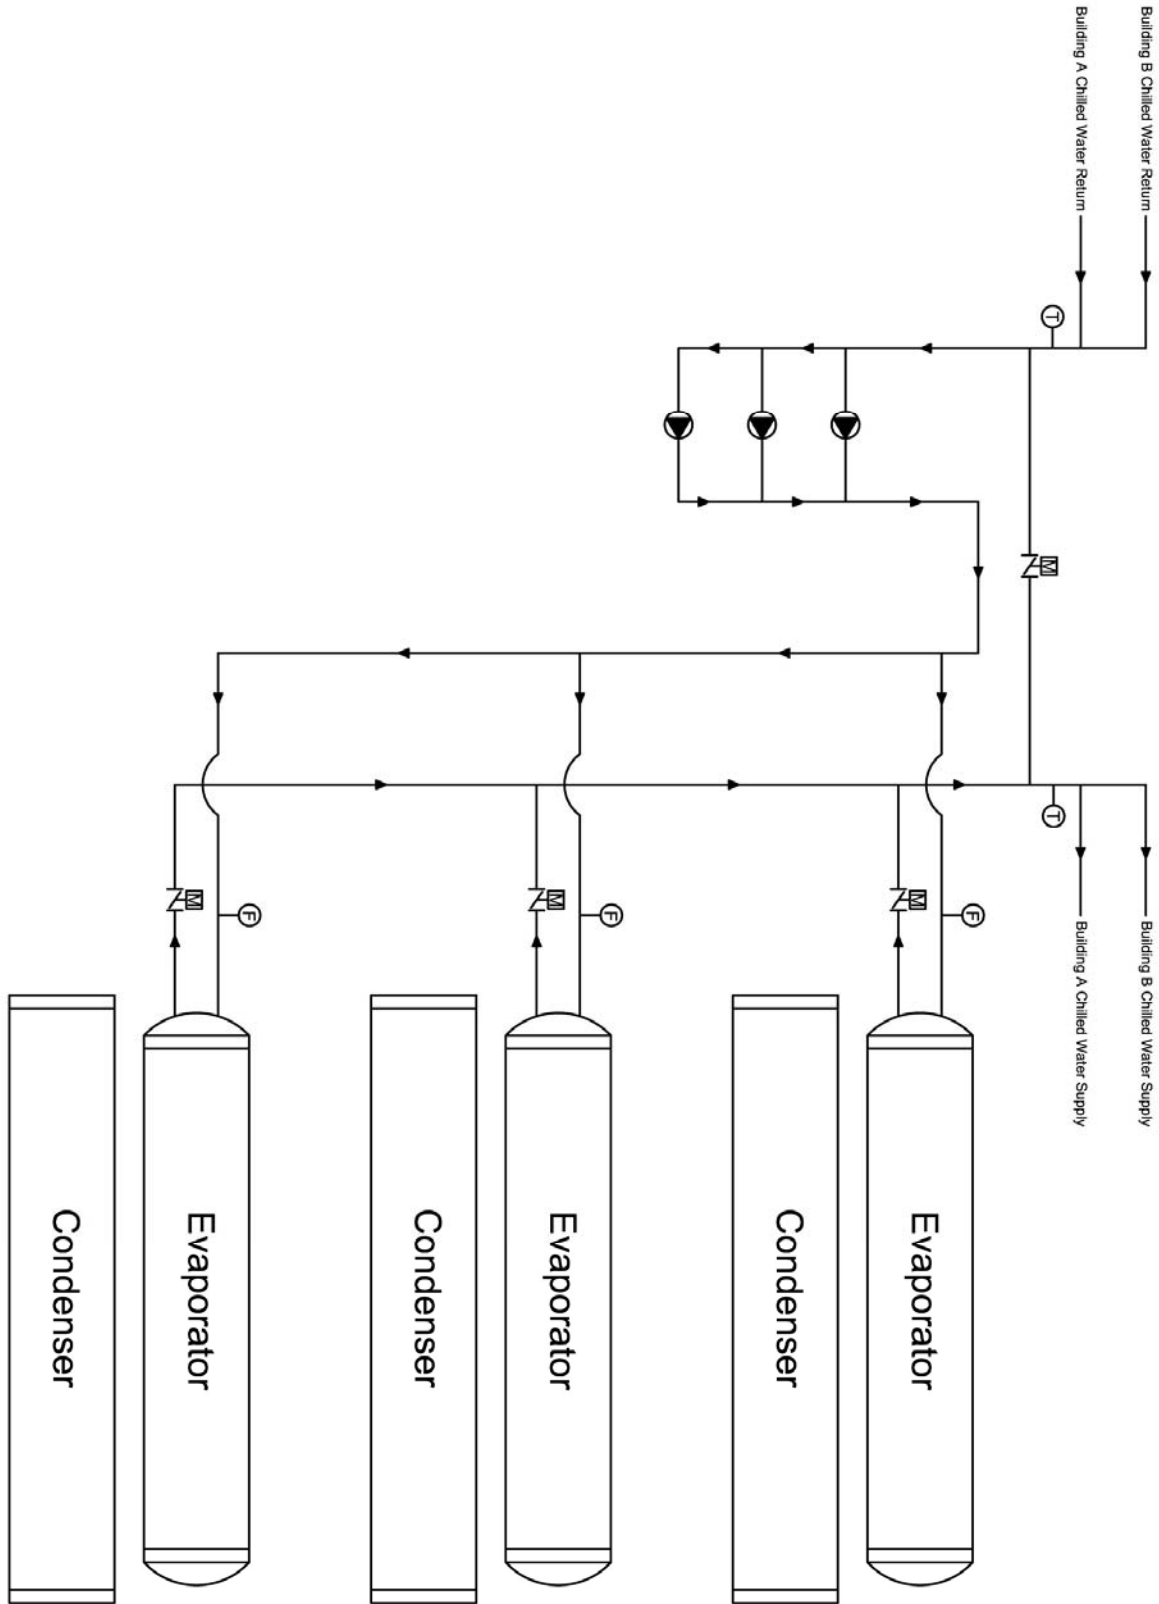 Building B Chilled Water Return
Building A Chilled Water Return
T
M
T
Building B Chilled Water Supply
Building A Chilled Water Supply
M
F
M
F
M
F
Evaporator
Condenser
Evaporator
Condenser
Evaporator
Condenser